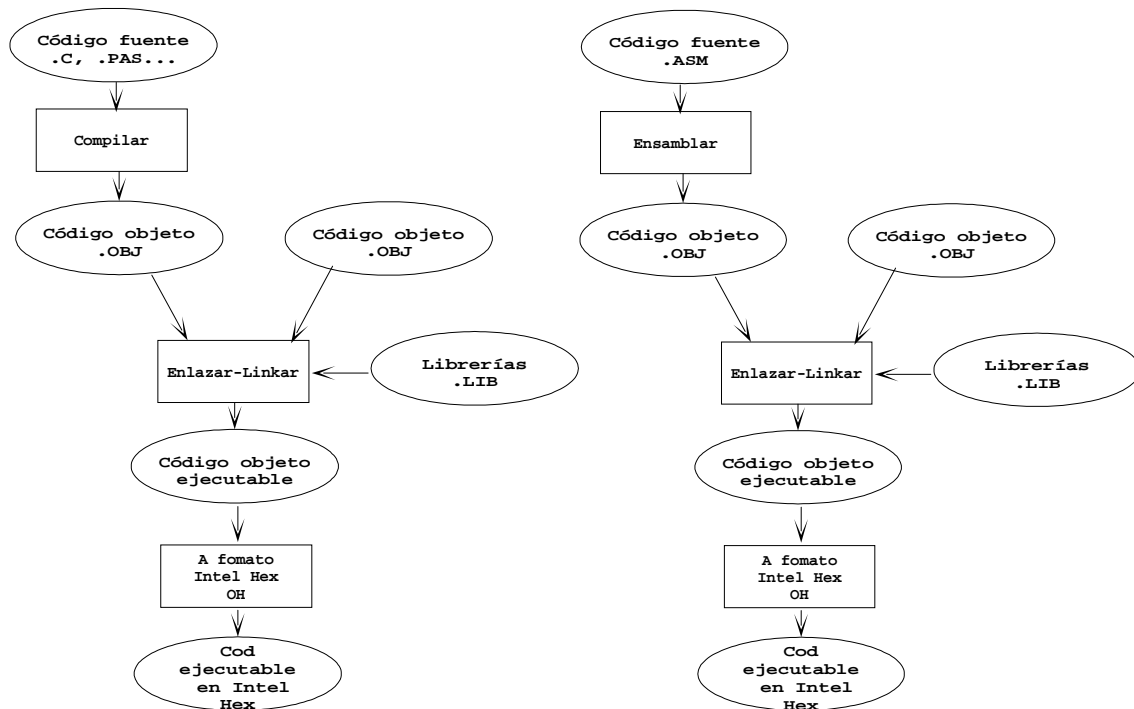 Código fuente
.C, .PAS...
Compilar
Código objeto
.OBJ
Código objeto
.OBJ
Enlazar-Linkar
Librerías
.LIB
Código objeto
ejecutable
A fomato
Intel Hex
OH
Cod
ejecutable
en Intel
Hex
Código fuente
.ASM
Ensamblar
Código objeto
.OBJ
Código objeto
.OBJ
Enlazar-Linkar
Librerías
.LIB
Código objeto
ejecutable
A fomato
Intel Hex
OH
Cod
ejecutable
en Intel
Hex